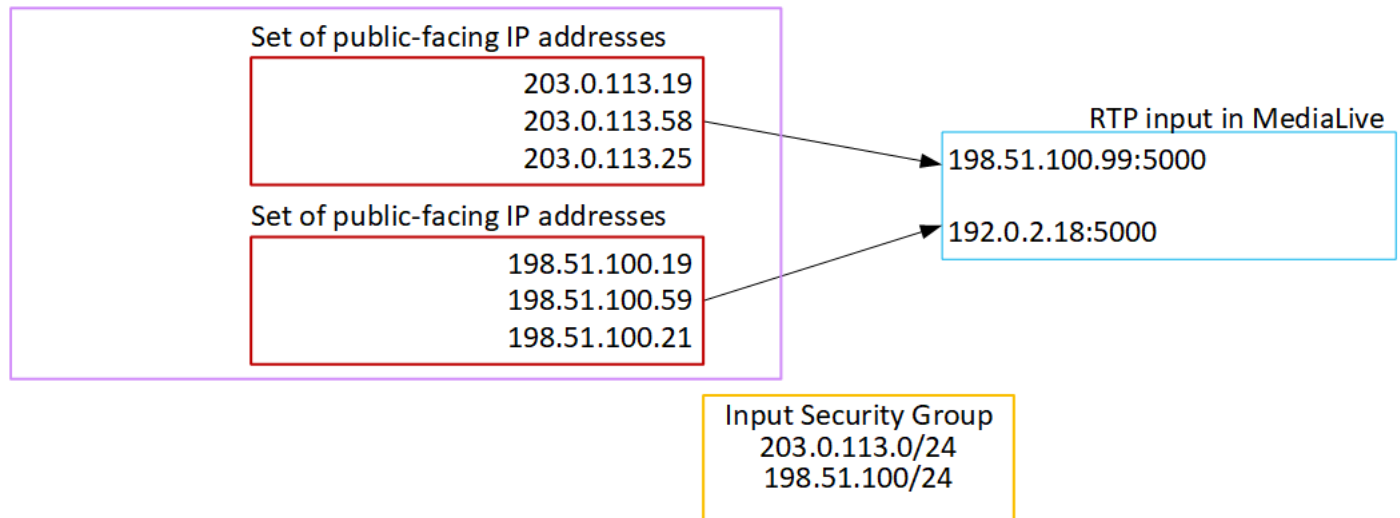 Set of public-facing IP addresses
203.0.113.19
203.0.113.58
203.0.113.25
Set of public-facing IP addresses
198.51.100.19
198.51.100.59
198.51.100.21
RTP input in MediaLive
198.51.100.99:5000
192.0.2.18:5000
Input Security Group
203.0.113.0/24
198.51.100/24